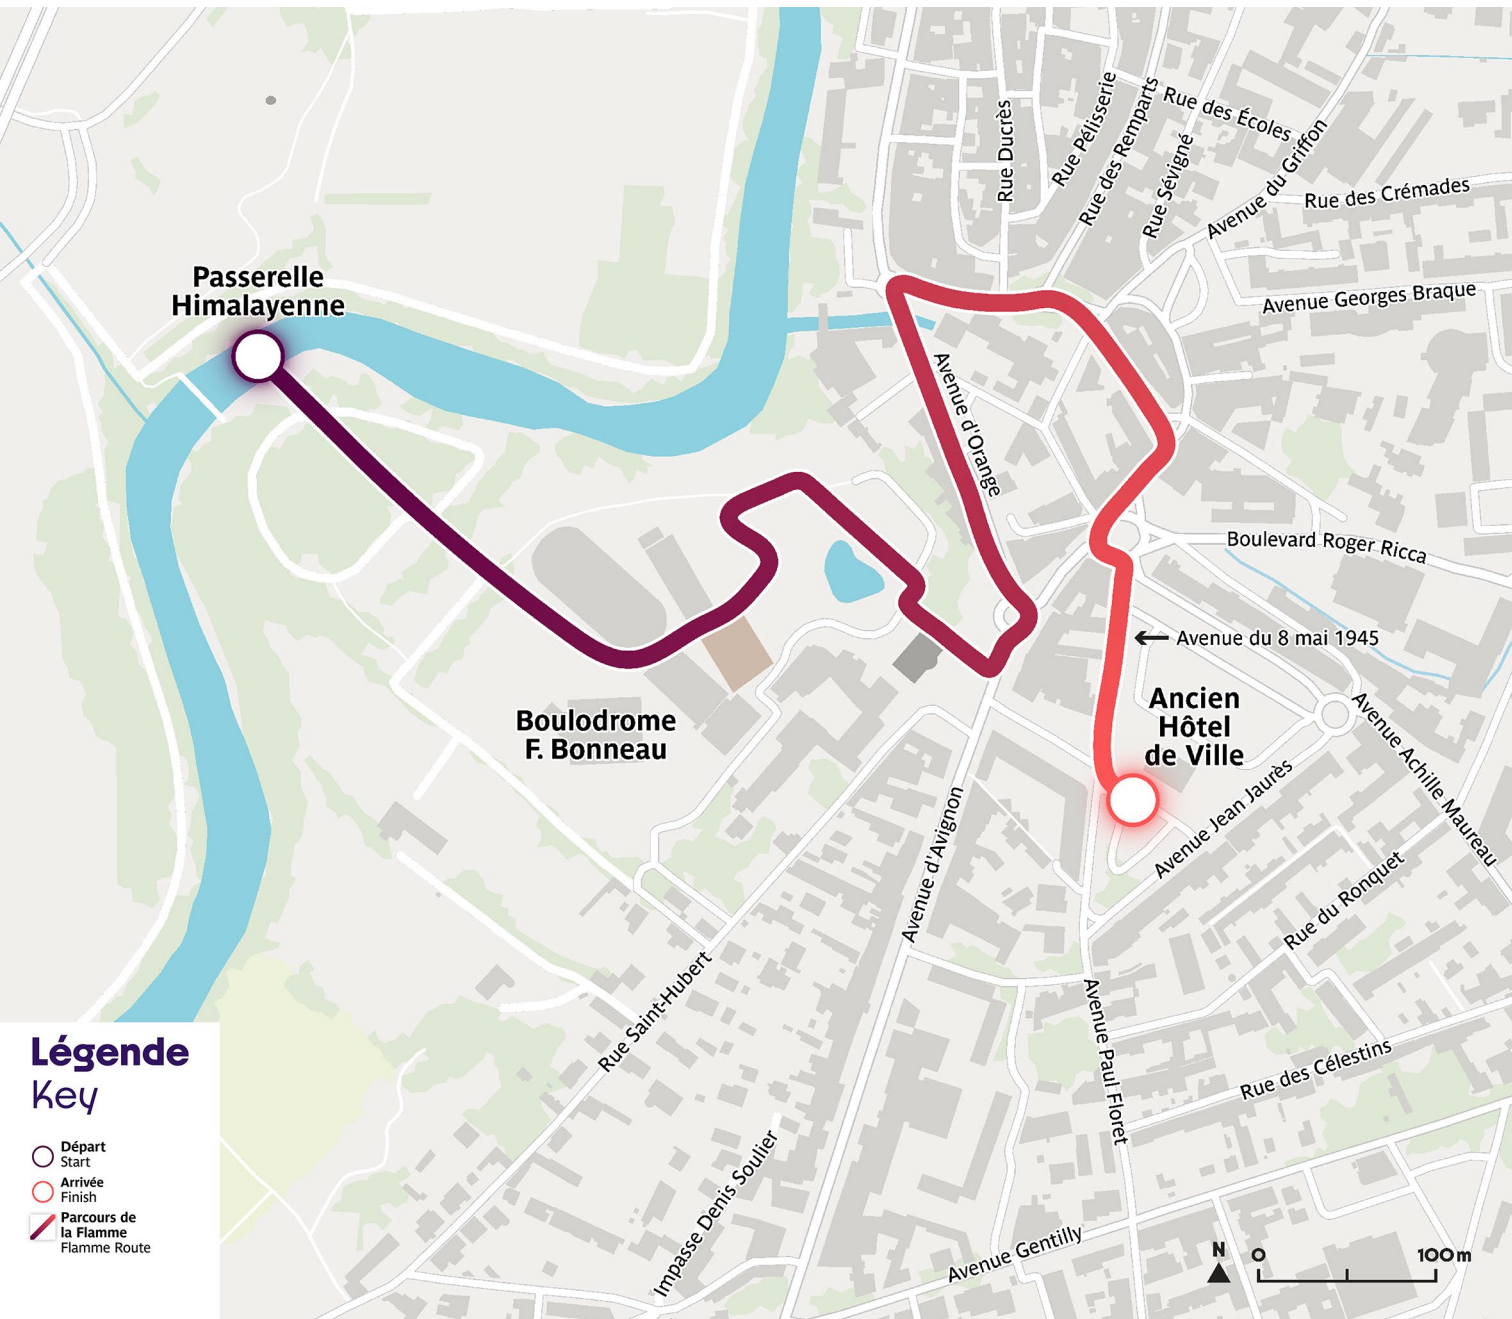 Rue Ducrès
Rue Pélisserie
Rue des Remparts
Rue des Écoles
Rue Sévigné
Avenue du Griffon
Rue des Crémades
Avenue Georges Braque
Passerelle
Himalayenne
Avenue d'Orange
Boulevard Roger Ricca
Avenue du 8 mai 1945
Ancien
Hôtel
de Ville
Boulodrome
F. Bonneau
Avenue Achille Maureau
Avenue Jean Jaurès
Avenue d'Avignon
Rue du Ronquet
Rue Saint-Hubert
Avenue Paul Floret
Rue des Célestins
Impasse Denis Soulier
Avenue Gentilly
Légende
Key
Départ
Start
Arrivée
Finish
Parcours de
la Flamme
Flamme Route
N 0 100m